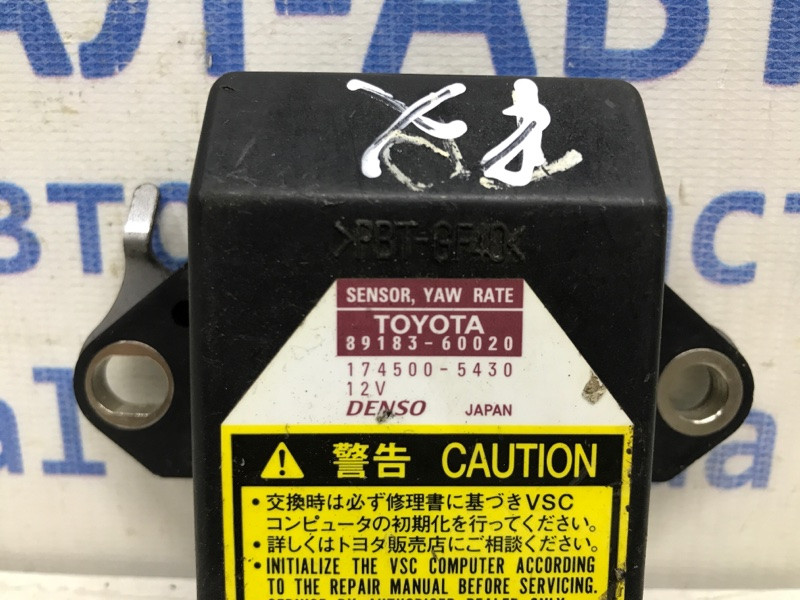 >PBT-GF40<
SENSOR, YAW RATE
TOYOTA
89183-60020
174500-5430
12V
DENSO JAPAN
警告 CAUTION
・交換時は必ず修理書に基づきVSC
コンピュータの初期化を行ってください。
・詳しくはトヨタ販売店にご相談ください。
・INITIALIZE THE VSC COMPUTER ACCORDING
TO THE REPAIR MANUAL BEFORE SERVICING.